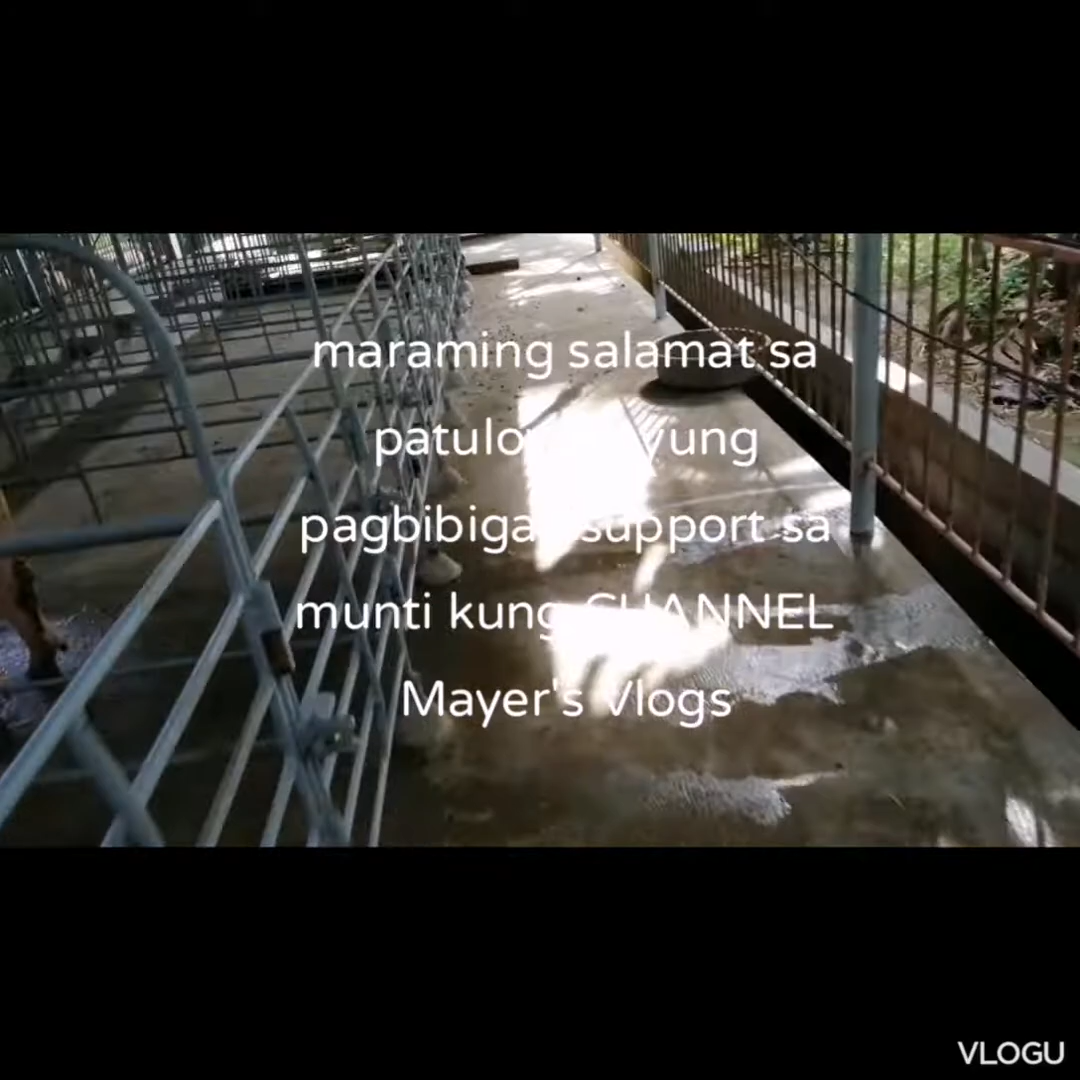 maraming salamat sa
yung
support sa
munti kung CHANNEL
Mayer's Vlogs
VLOGU